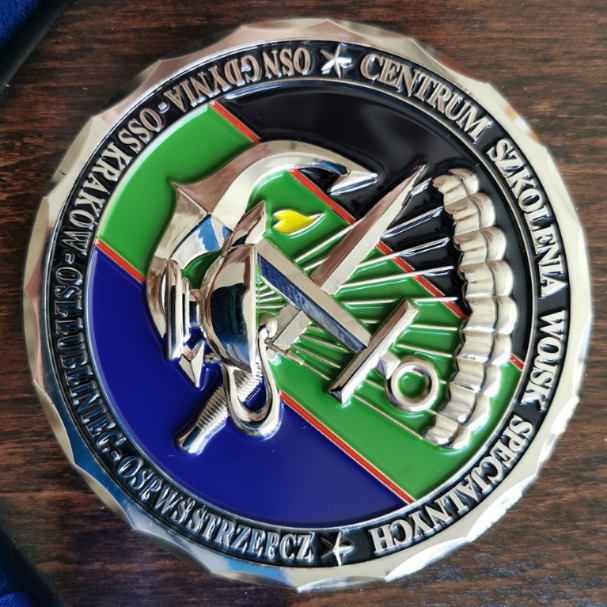 CENTRUM SZKOLENIA WOJSK SPECJALNYCH
OSN GDYNIA - OSS KRAKÓW - OSL LUBLINIEC - OSPWS STRZEPCZ